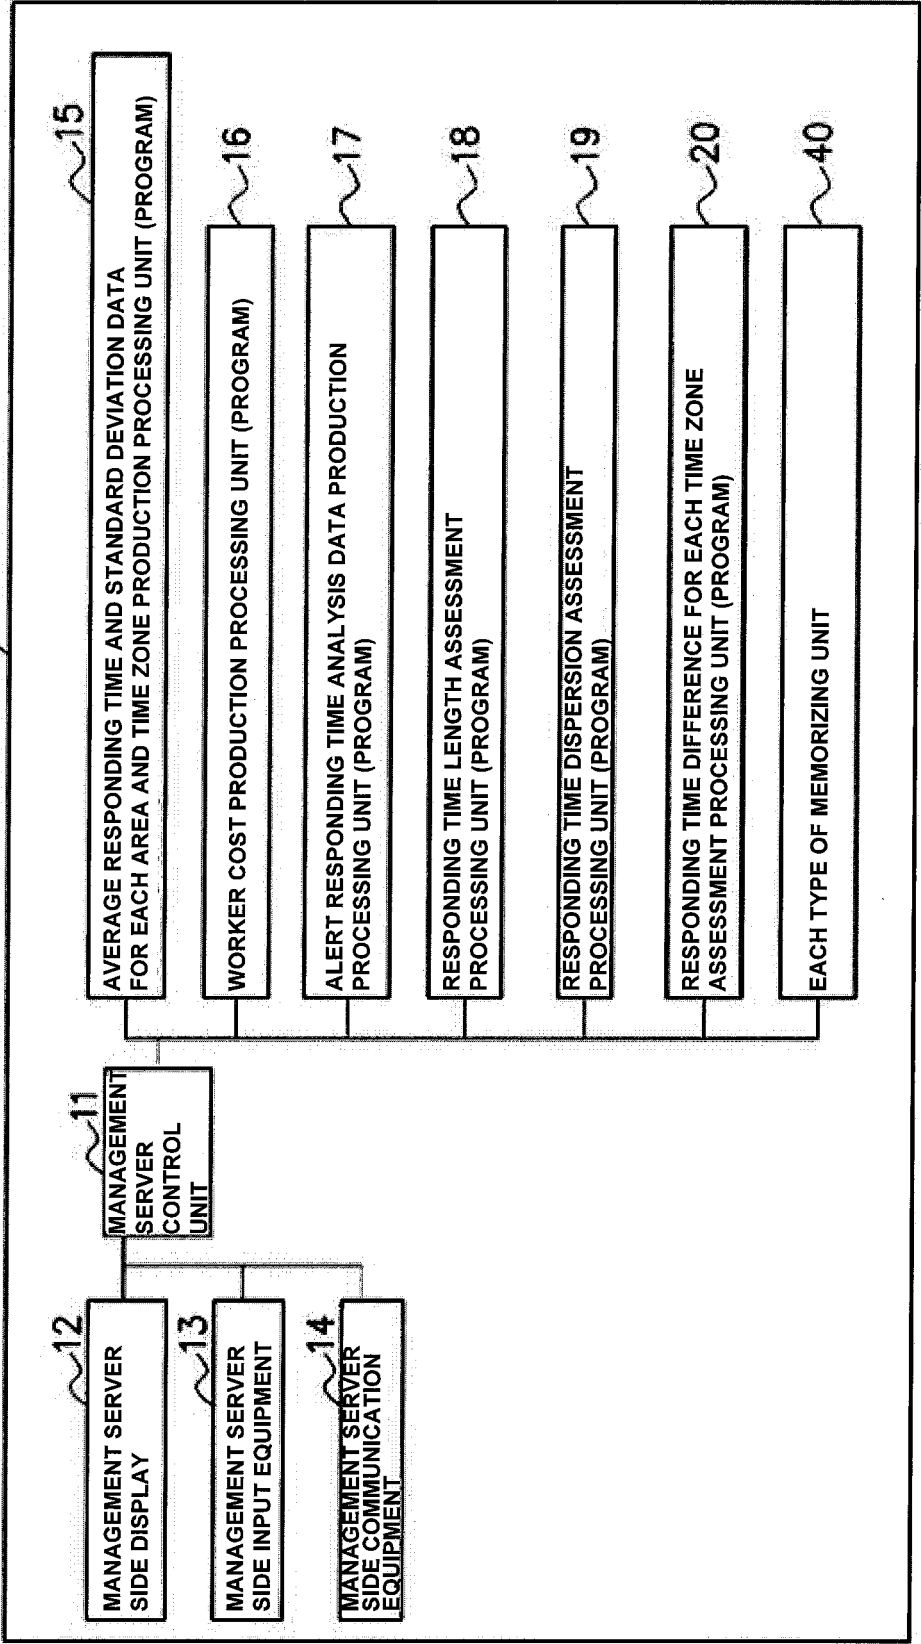 12
MANAGEMENT SERVER
SIDE DISPLAY
13
MANAGEMENT SERVER
SIDE INPUT EQUIPMENT
14
MANAGEMENT SERVER
SIDE COMMUNICATION
EQUIPMENT
11
MANAGEMENT
SERVER
CONTROL
UNIT
15
AVERAGE RESPONDING TIME AND STANDARD DEVIATION DATA
FOR EACH AREA AND TIME ZONE PRODUCTION PROCESSING UNIT (PROGRAM)
16
WORKER COST PRODUCTION PROCESSING UNIT (PROGRAM)
17
ALERT RESPONDING TIME ANALYSIS DATA PRODUCTION
PROCESSING UNIT (PROGRAM)
18
RESPONDING TIME LENGTH ASSESSMENT
PROCESSING UNIT (PROGRAM)
19
RESPONDING TIME DISPERSION ASSESSMENT
PROCESSING UNIT (PROGRAM)
20
RESPONDING TIME DIFFERENCE FOR EACH TIME ZONE
ASSESSMENT PROCESSING UNIT (PROGRAM)
40
EACH TYPE OF MEMORIZING UNIT